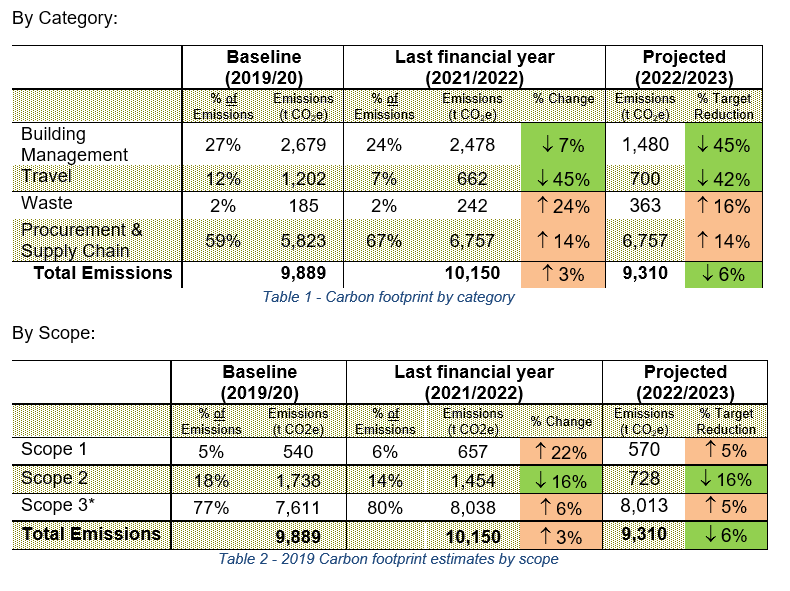 By Category:
Baseline (2019/20) Last financial year (2021/2022) Projected (2022/2023)
% of Emissions Emissions (t CO₂e) % of Emissions Emissions (t CO₂e) % Change Emissions (t CO₂e) % Target Reduction
Building Management 27% 2,679 24% 2,478 ↓ 7% 1,480 ↓ 45%
Travel 12% 1,202 7% 662 ↓ 45% 700 ↓ 42%
Waste 2% 185 2% 242 ↑ 24% 363 ↑ 16%
Procurement & Supply Chain 59% 5,823 67% 6,757 ↑ 14% 6,757 ↑ 14%
Total Emissions 9,889 10,150 ↑ 3% 9,310 ↓ 6%
Table 1 - Carbon footprint by category
By Scope:
Baseline (2019/20) Last financial year (2021/2022) Projected (2022/2023)
% of Emissions Emissions (t CO2e) % of Emissions Emissions (t CO2e) % Change Emissions (t CO₂e) % Target Reduction
Scope 1 5% 540 6% 657 ↑ 22% 570 ↑ 5%
Scope 2 18% 1,738 14% 1,454 ↓ 16% 728 ↓ 16%
Scope 3* 77% 7,611 80% 8,038 ↑ 6% 8,013 ↑ 5%
Total Emissions 9,889 10,150 ↑ 3% 9,310 ↓ 6%
Table 2 - 2019 Carbon footprint estimates by scope